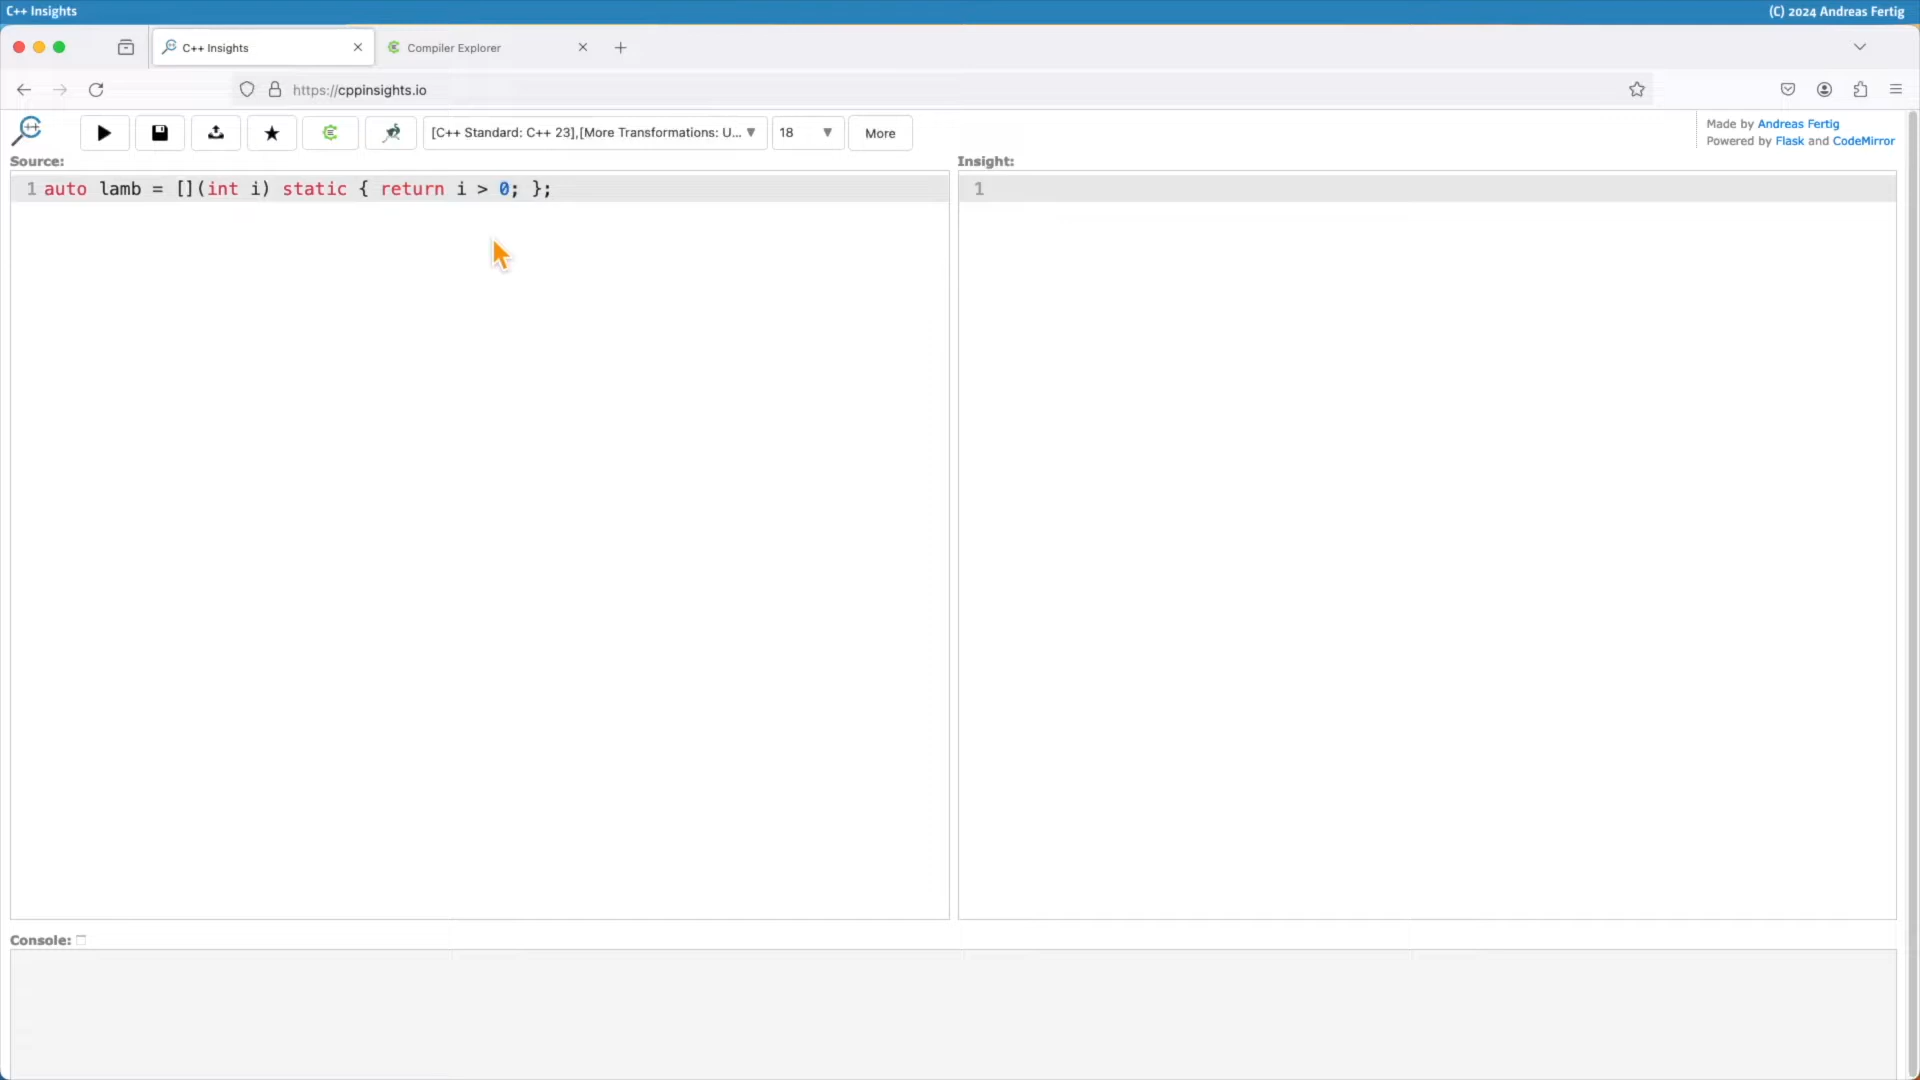 C++ Insights
(C) 2024 Andreas Fertig
C++ Insights
Compiler Explorer
https://cppinsights.io
[C++ Standard: C++ 23],[More Transformations: U...
18
More
Made by Andreas Fertig
Powered by Flask and CodeMirror
Source:
Insight:
1 auto lamb = [](int i) static { return i > 0; };
1
Console: